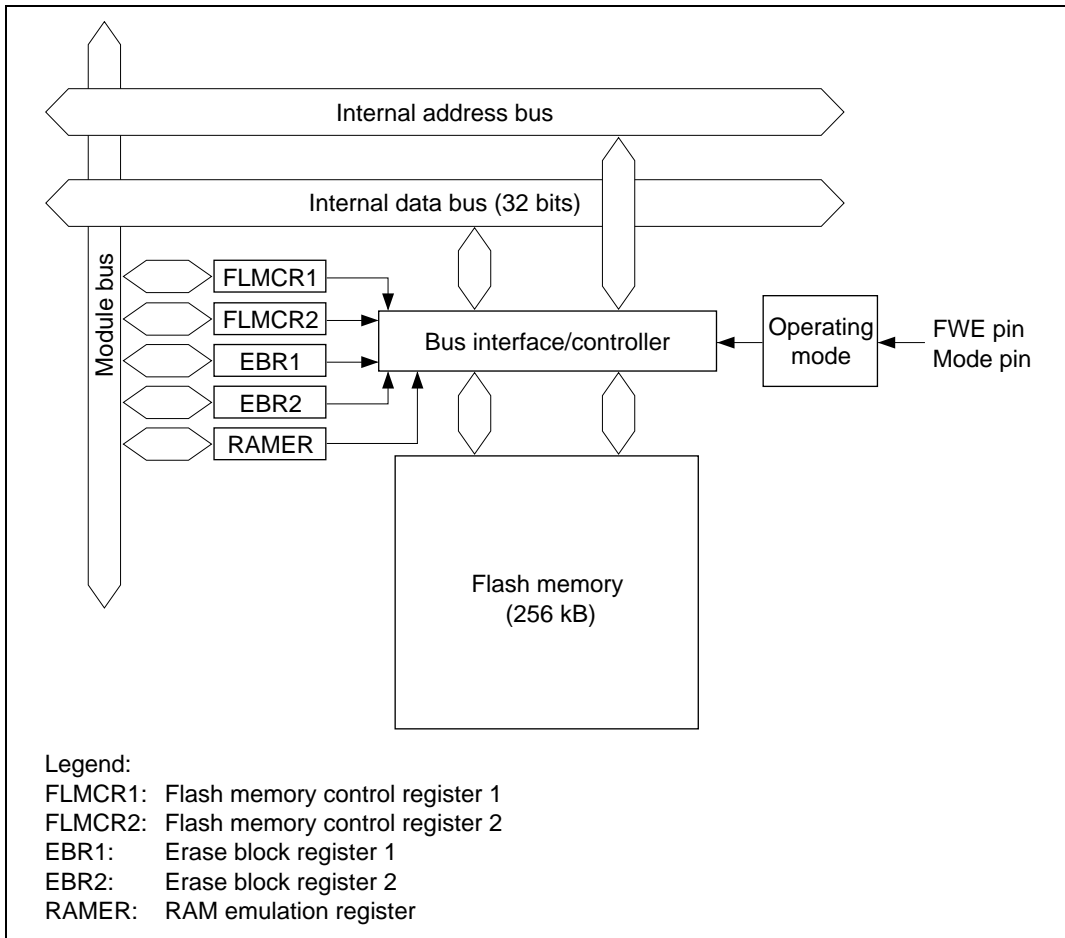 Internal address bus
Internal data bus (32 bits)
Module bus
FLMCR1
FLMCR2
EBR1
EBR2
RAMER
Bus interface/controller
Operating
mode
FWE pin
Mode pin
Flash memory
(256 kB)
Legend:
FLMCR1: Flash memory control register 1
FLMCR2: Flash memory control register 2
EBR1: Erase block register 1
EBR2: Erase block register 2
RAMER: RAM emulation register